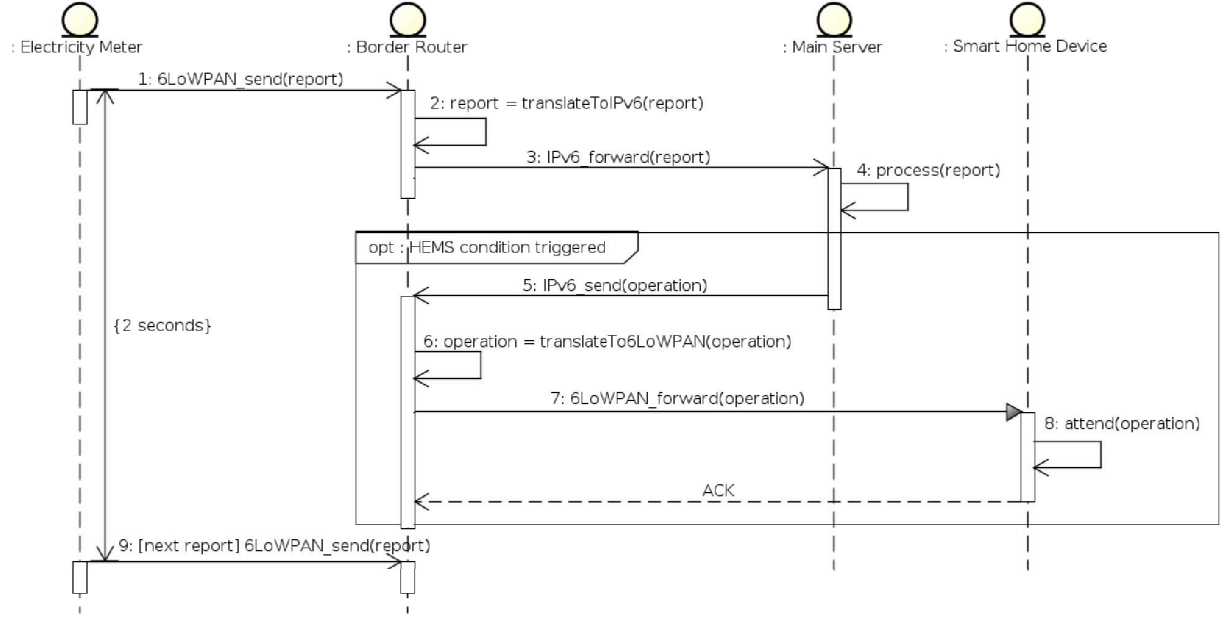 : Electricity Meter
: Border Router
: Main Server
: Smart Home Device
1: 6LoWPAN_send(report)
2: report = translateToIPv6(report)
3: IPv6_forward(report)
4: process(report)
opt : HEMS condition triggered
5: IPv6_send(operation)
{2 seconds}
6: operation = translateTo6LoWPAN(operation)
7: 6LoWPAN_forward(operation)
8: attend(operation)
ACK
9: [next report] 6LoWPAN_send(report)